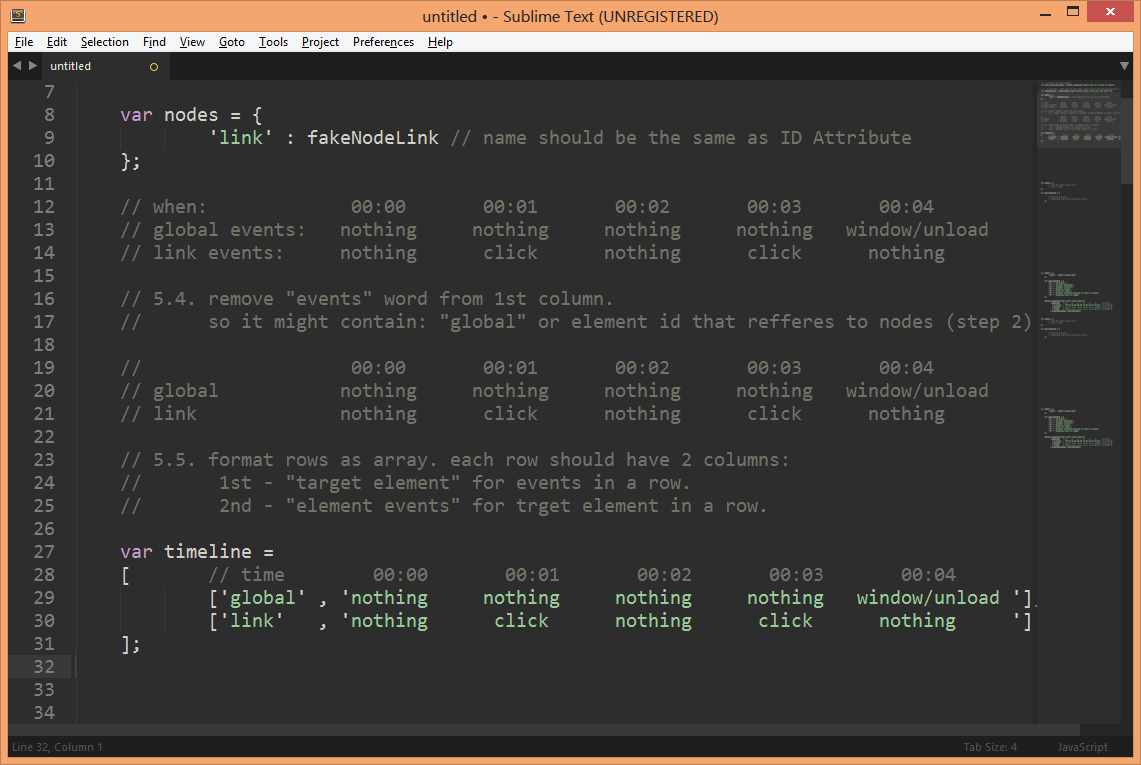 untitled • - Sublime Text (UNREGISTERED)
File Edit Selection Find View Goto Tools Project Preferences Help
untitled
7
8 var nodes = {
9 'link' : fakeNodeLink // name should be the same as ID Attribute
10 };
11
12 // when: 00:00 00:01 00:02 00:03 00:04
13 // global events: nothing nothing nothing nothing window/unload
14 // link events: nothing click nothing click nothing
15
16 // 5.4. remove "events" word from 1st column.
17 // so it might contain: "global" or element id that refferes to nodes (step 2)
18
19 // 00:00 00:01 00:02 00:03 00:04
20 // global nothing nothing nothing nothing window/unload
21 // link nothing click nothing click nothing
22
23 // 5.5. format rows as array. each row should have 2 columns:
24 // 1st - "target element" for events in a row.
25 // 2nd - "element events" for trget element in a row.
26
27 var timeline =
28 [ // time 00:00 00:01 00:02 00:03 00:04
29 ['global' , 'nothing nothing nothing nothing window/unload '],
30 ['link' , 'nothing click nothing click nothing ']
31 ];
32
33
34
Line 32, Column 1 Tab Size: 4 JavaScript